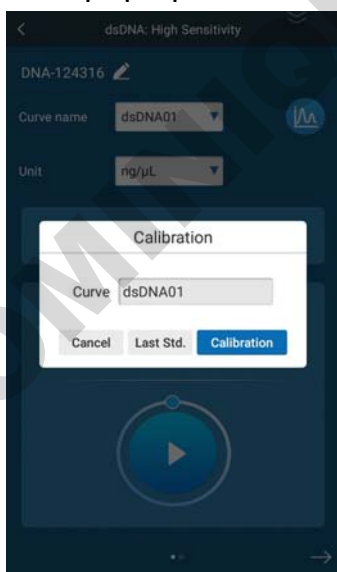 dsDNA: High Sensitivity
DNA-124316
Curve name dsDNA01
Unit ng/µL
Calibration
Curve dsDNA01
Cancel Last Std. Calibration